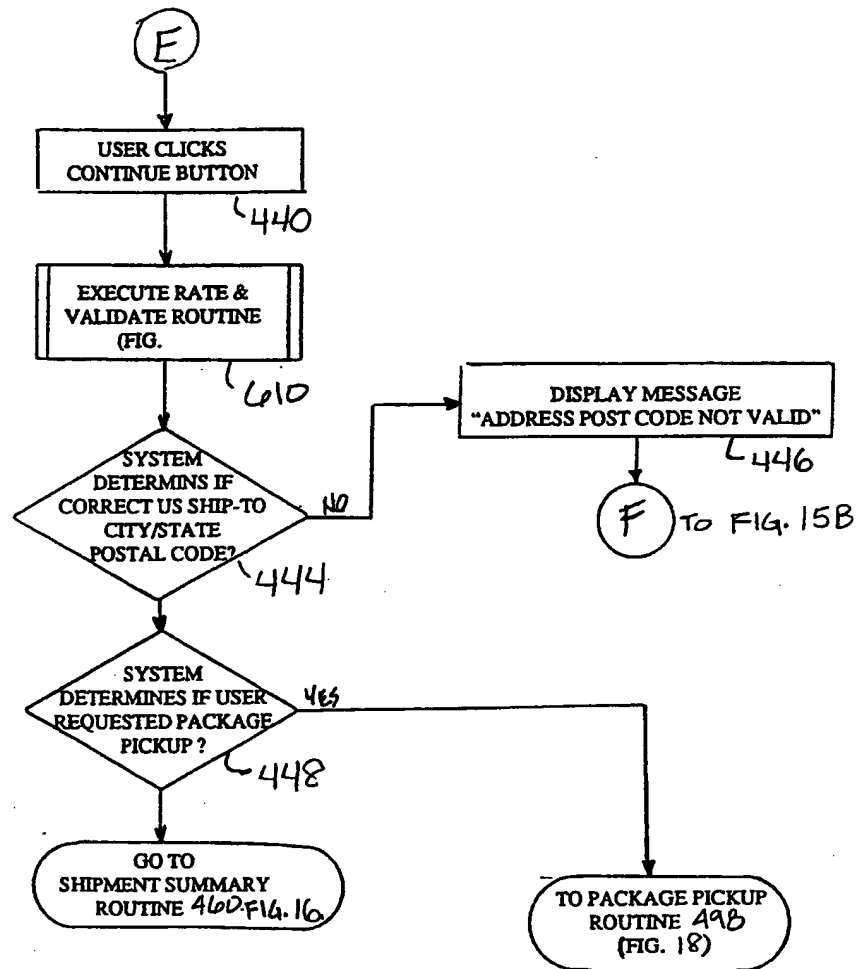 E
USER CLICKS
CONTINUE BUTTON
440
EXECUTE RATE &
VALIDATE ROUTINE
(FIG.
610
DISPLAY MESSAGE
"ADDRESS POST CODE NOT VALID"
446
F TO FIG. 15B
SYSTEM
DETERMINS IF
CORRECT US SHIP-TO
CITY/STATE
POSTAL CODE?
NO
444
SYSTEM
DETERMINES IF USER
REQUESTED PACKAGE
PICKUP ?
YES
448
GO TO
SHIPMENT SUMMARY
ROUTINE 460 FIG. 16.
TO PACKAGE PICKUP
ROUTINE 498
(FIG. 18)